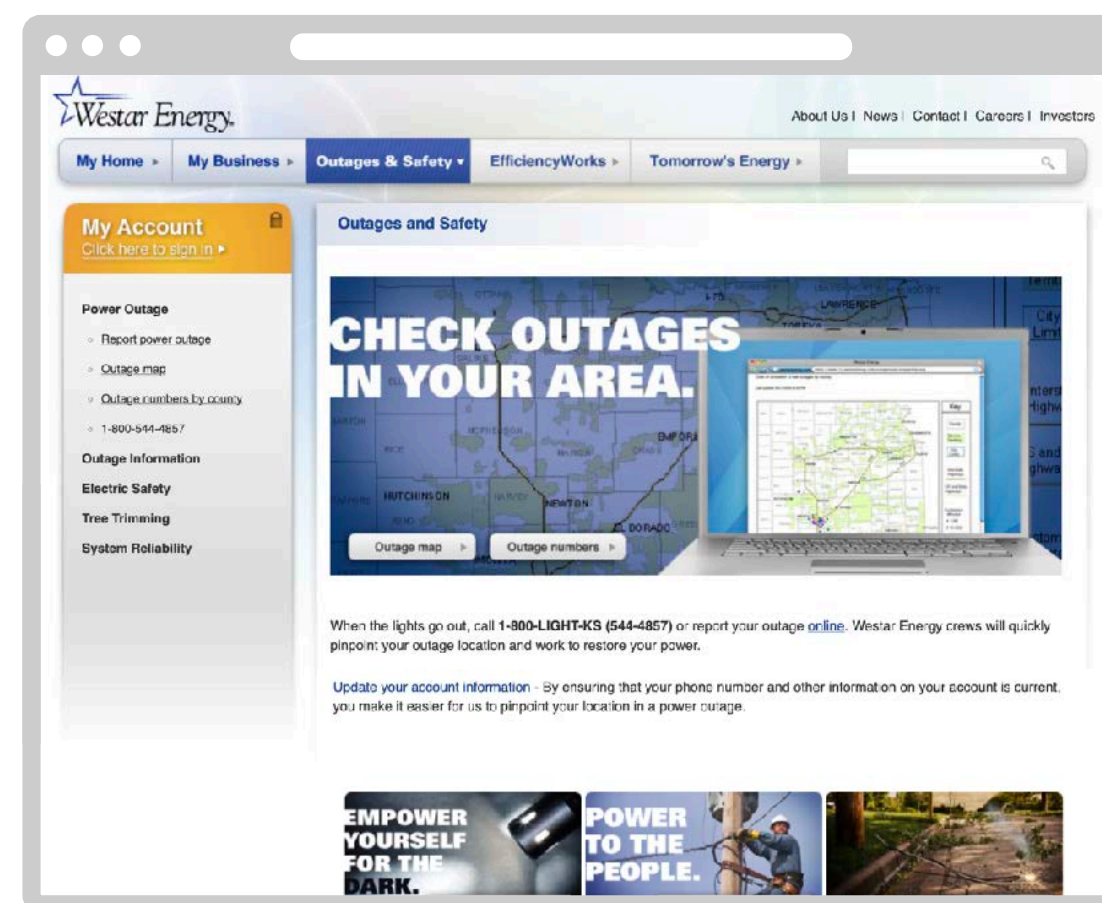 Westar Energy.
About Us | News | Contact | Careers | Investors
My Home
My Business
Outages & Safety
EfficiencyWorks
Tomorrow's Energy
My Account
Click here to sign in
Power Outage
Report power outage
Outage map
Outage numbers by county
1-800-544-4857
Outage Information
Electric Safety
Tree Trimming
System Reliability
Outages and Safety
CHECK OUTAGES
IN YOUR AREA.
LAWRENCE
TOPEKA
HUTCHINSON
HARVEY
NEWTON
EL DORADO
RICE
RENO
Key
Outage map
Outage numbers
When the lights go out, call 1-800-LIGHT-KS (544-4857) or report your outage online. Westar Energy crews will quickly
pinpoint your outage location and work to restore your power.
Update your account information - By ensuring that your phone number and other information on your account is current,
you make it easier for us to pinpoint your location in a power outage.
EMPOWER
YOURSELF
FOR THE
DARK.
POWER
TO THE
PEOPLE.